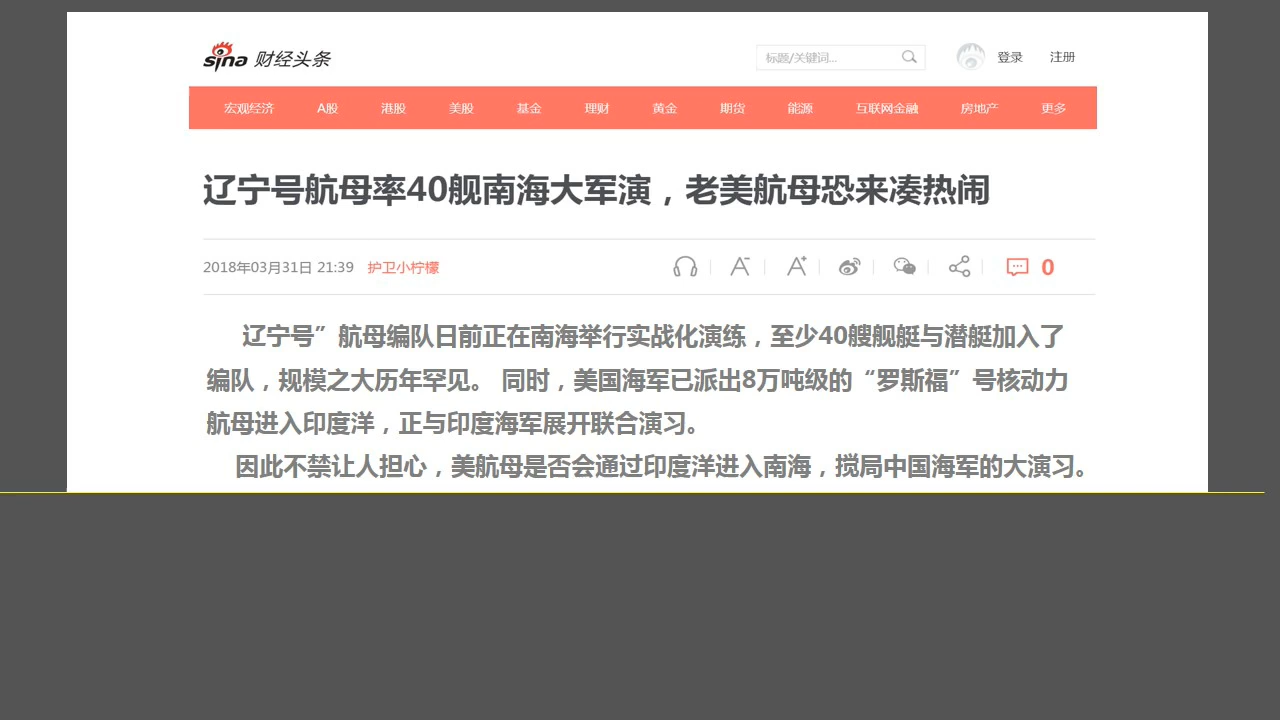 sina 财经头条
标题/关键词... 登录 注册
宏观经济 A股 港股 美股 基金 理财 黄金 期货 能源 互联网金融 房地产 更多
辽宁号航母率40舰南海大军演，老美航母恐来凑热闹
2018年03月31日 21:39 护卫小柠檬 A- A+ 0
辽宁号”航母编队日前正在南海举行实战化演练，至少40艘舰艇与潜艇加入了
编队，规模之大历年罕见。 同时，美国海军已派出8万吨级的“罗斯福”号核动力
航母进入印度洋，正与印度海军展开联合演习。
因此不禁让人担心，美航母是否会通过印度洋进入南海，搅局中国海军的大演习。